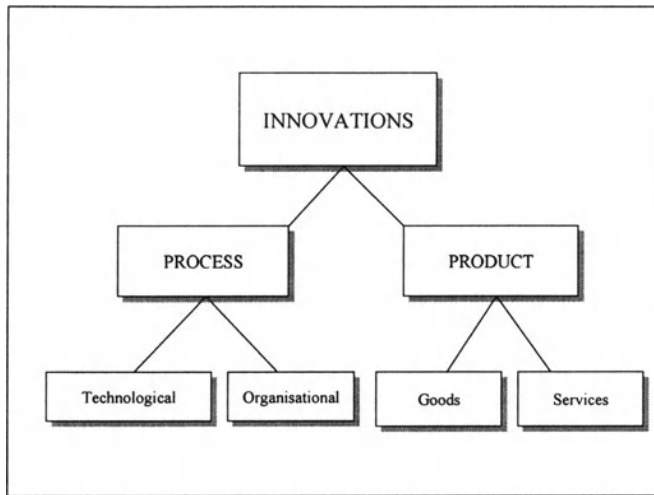 INNOVATIONS
PROCESS
PRODUCT
Technological
Organisational
Goods
Services